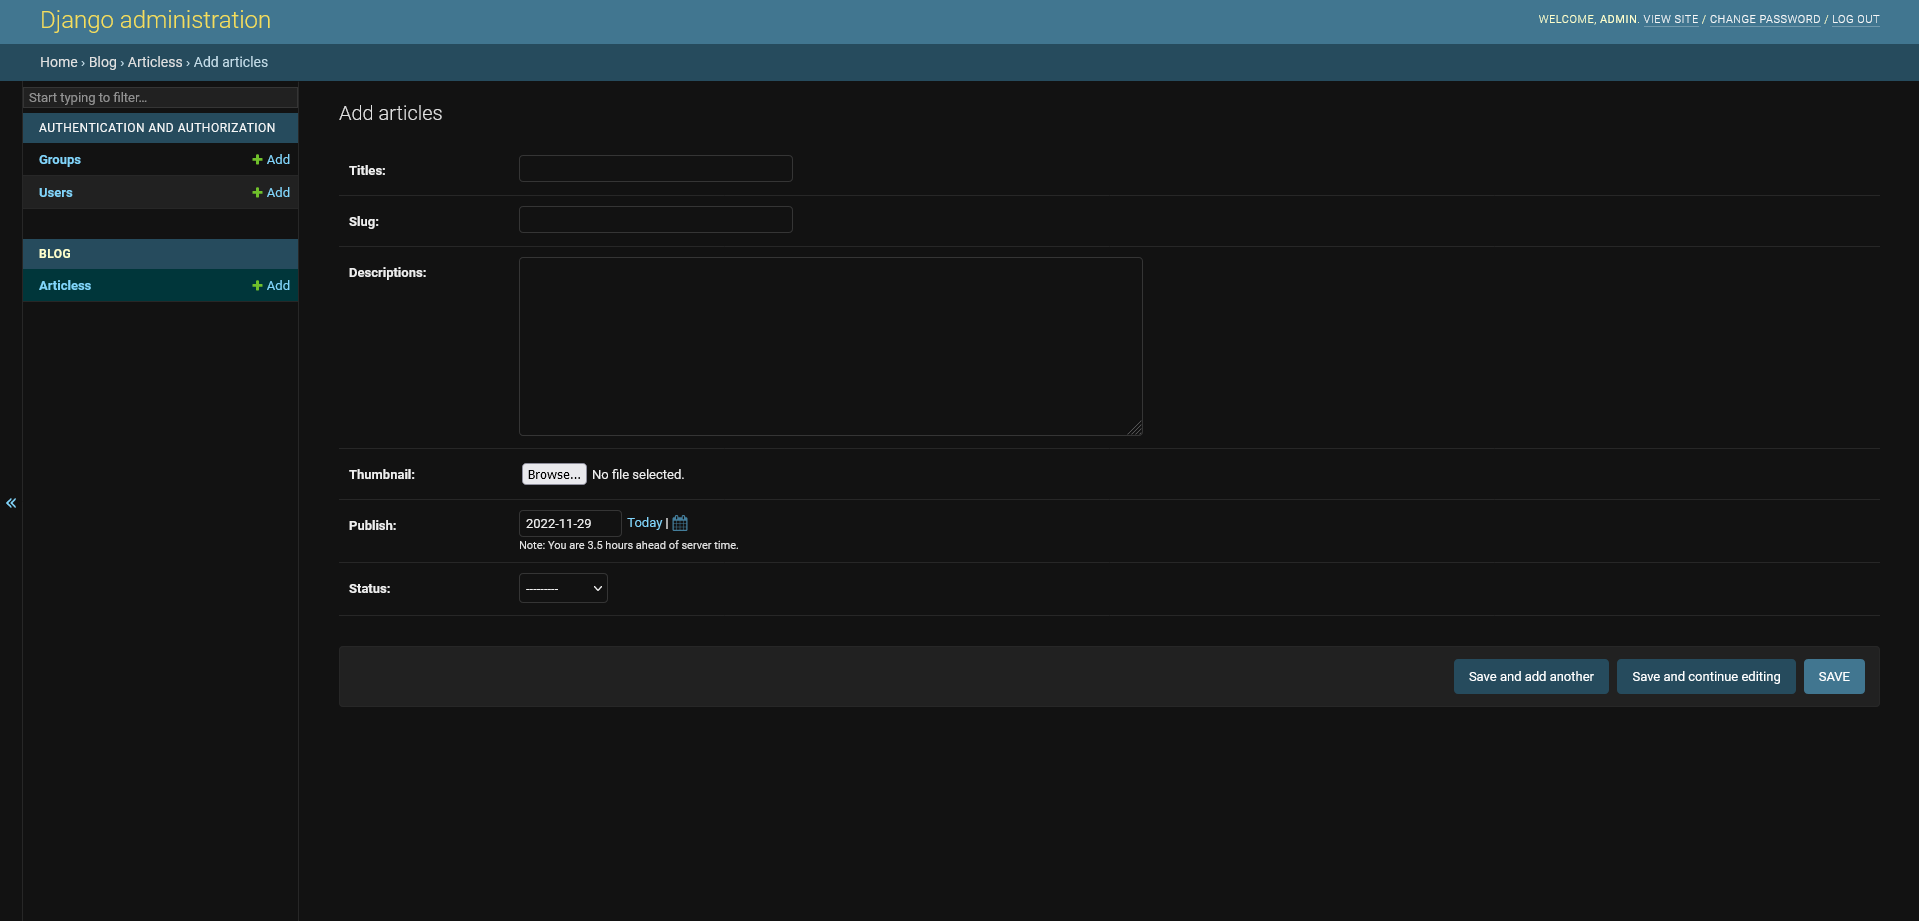 Django administration
WELCOME, ADMIN. VIEW SITE / CHANGE PASSWORD / LOG OUT
Home › Blog › Articless › Add articles
Start typing to filter...
AUTHENTICATION AND AUTHORIZATION
Groups
Add
Users
Add
BLOG
Articless
Add
«
Add articles
Titles:
Slug:
Descriptions:
Thumbnail:
Browse... No file selected.
Publish:
2022-11-29 Today |
Note: You are 3.5 hours ahead of server time.
Status:
---------
Save and add another
Save and continue editing
SAVE